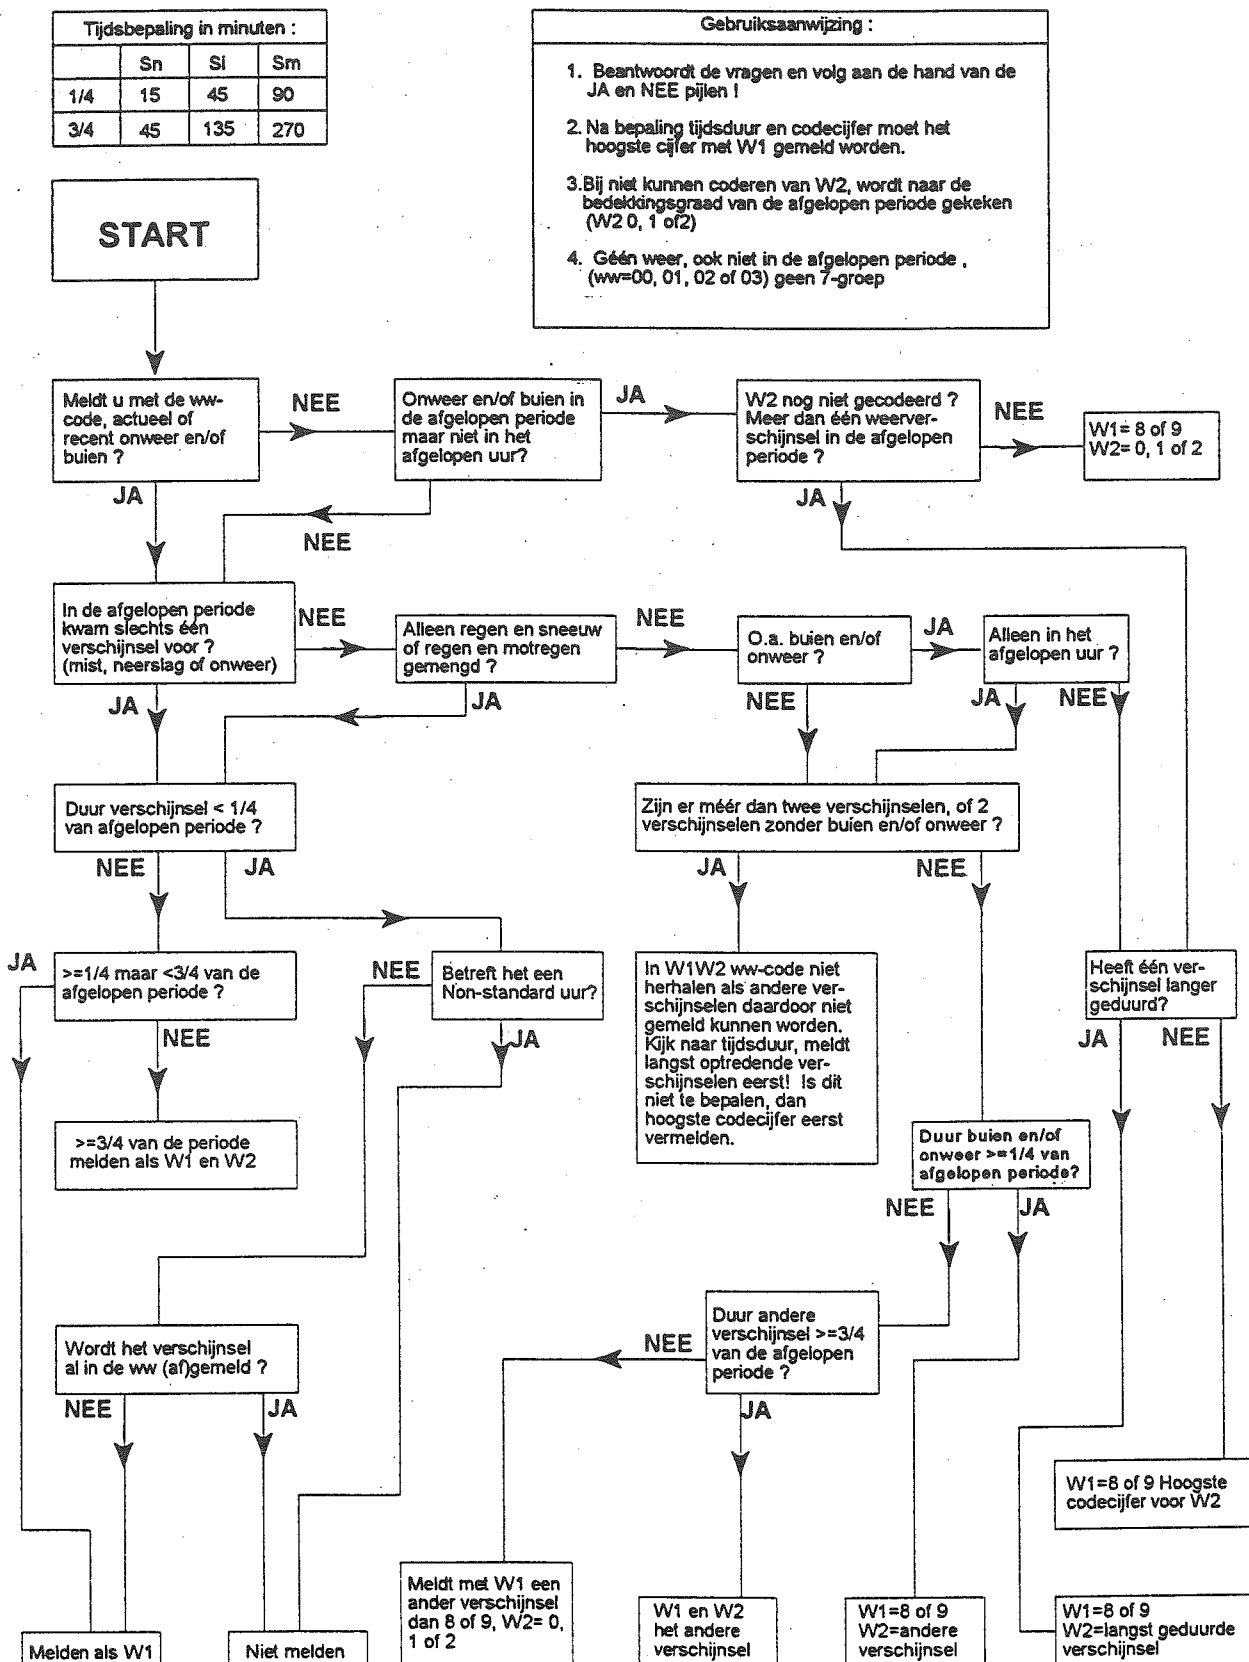 Tijdsbepaling in minuten :
Sn Sl Sm
1/4 15 45 90
3/4 45 135 270
Gebruiksaanwijzing :
1. Beantwoordt de vragen en volg aan de hand van de
JA en NEE pijlen !
2. Na bepaling tijdsduur en codecijfer moet het
hoogste cijfer met W1 gemeld worden.
3.Bij niet kunnen coderen van W2, wordt naar de
bedekkingsgraad van de afgelopen periode gekeken
(W2 0, 1 of2)
4. Géén weer, ook niet in de afgelopen periode ,
(ww=00, 01, 02 of 03) geen 7-groep
START
Meldt u met de ww-
code, actueel of
recent onweer en/of
buien ?
NEE
Onweer en/of buien in
de afgelopen periode
maar niet in het
afgelopen uur?
JA
W2 nog niet gecodeerd ?
Meer dan één weerver-
schijnsel in de afgelopen
periode ?
NEE
W1= 8 of 9
W2= 0, 1 of 2
JA
NEE
JA
In de afgelopen periode
kwam slechts één
verschijnsel voor ?
(mist, neerslag of onweer)
NEE
Alleen regen en sneeuw
of regen en motregen
gemengd ?
NEE
O.a. buien en/of
onweer ?
JA
Alleen in het
afgelopen uur ?
JA
JA
NEE
JA
NEE
Duur verschijnsel < 1/4
van afgelopen periode ?
Zijn er méér dan twee verschijnselen, of 2
verschijnselen zonder buien en/of onweer ?
NEE
JA
JA
NEE
JA
>=1/4 maar <3/4 van de
afgelopen periode ?
NEE
Betreft het een
Non-standard uur?
In W1W2 ww-code niet
herhalen als andere ver-
schijnselen daardoor niet
gemeld kunnen worden.
Kijk naar tijdsduur, meldt
langst optredende ver-
schijnselen eerst! Is dit
niet te bepalen, dan
hoogste codecijfer eerst
vermelden.
Heeft één ver-
schijnsel langer
geduurd?
NEE
JA
JA
NEE
>=3/4 van de periode
melden als W1 en W2
Duur buien en/of
onweer >=1/4 van
afgelopen periode?
NEE
JA
Wordt het verschijnsel
al in de ww (af)gemeld ?
NEE
Duur andere
verschijnsel >=3/4
van de afgelopen
periode ?
NEE
JA
JA
W1=8 of 9 Hoogste
codecijfer voor W2
Melden als W1
Niet melden
Meldt met W1 een
ander verschijnsel
dan 8 of 9, W2= 0,
1 of 2
W1 en W2
het andere
verschijnsel
W1=8 of 9
W2=andere
verschijnsel
W1=8 of 9
W2=langst geduurde
verschijnsel